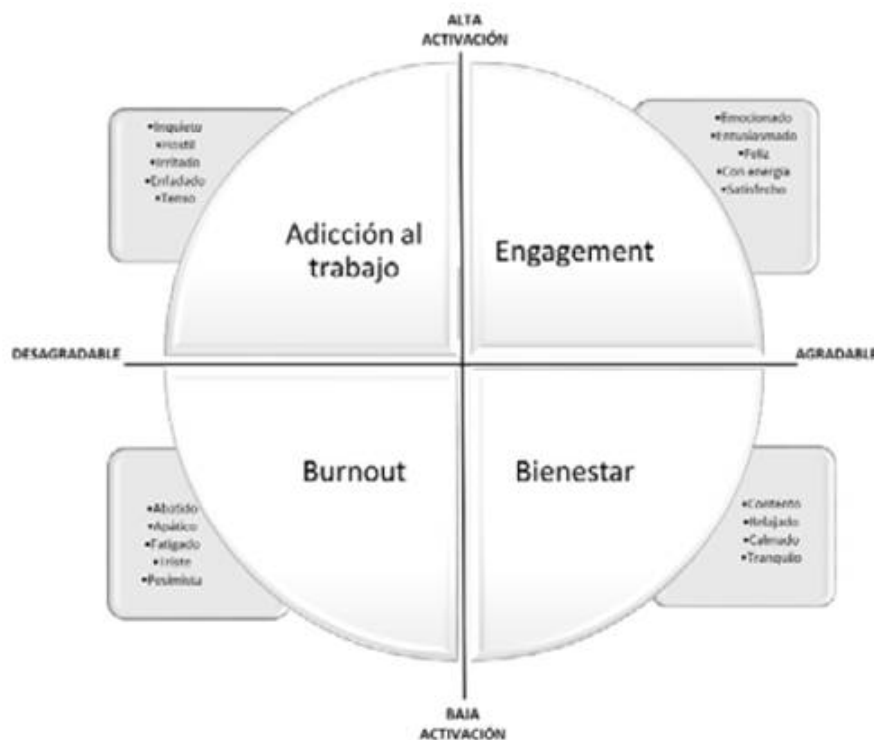 ALTA
ACTIVACIÓN
•Inquieto
•Hostil
•Irritado
•Enfadado
•Tenso
•Emocionado
•Entusiasmado
•Feliz
•Con energía
•Satisfecho
Adicción al
trabajo
Engagement
DESAGRADABLE
AGRADABLE
Burnout
Bienestar
•Abatido
•Apático
•Fatigado
•Triste
•Pesimista
•Contento
•Relajado
•Calmado
•Tranquilo
BAJA
ACTIVACIÓN